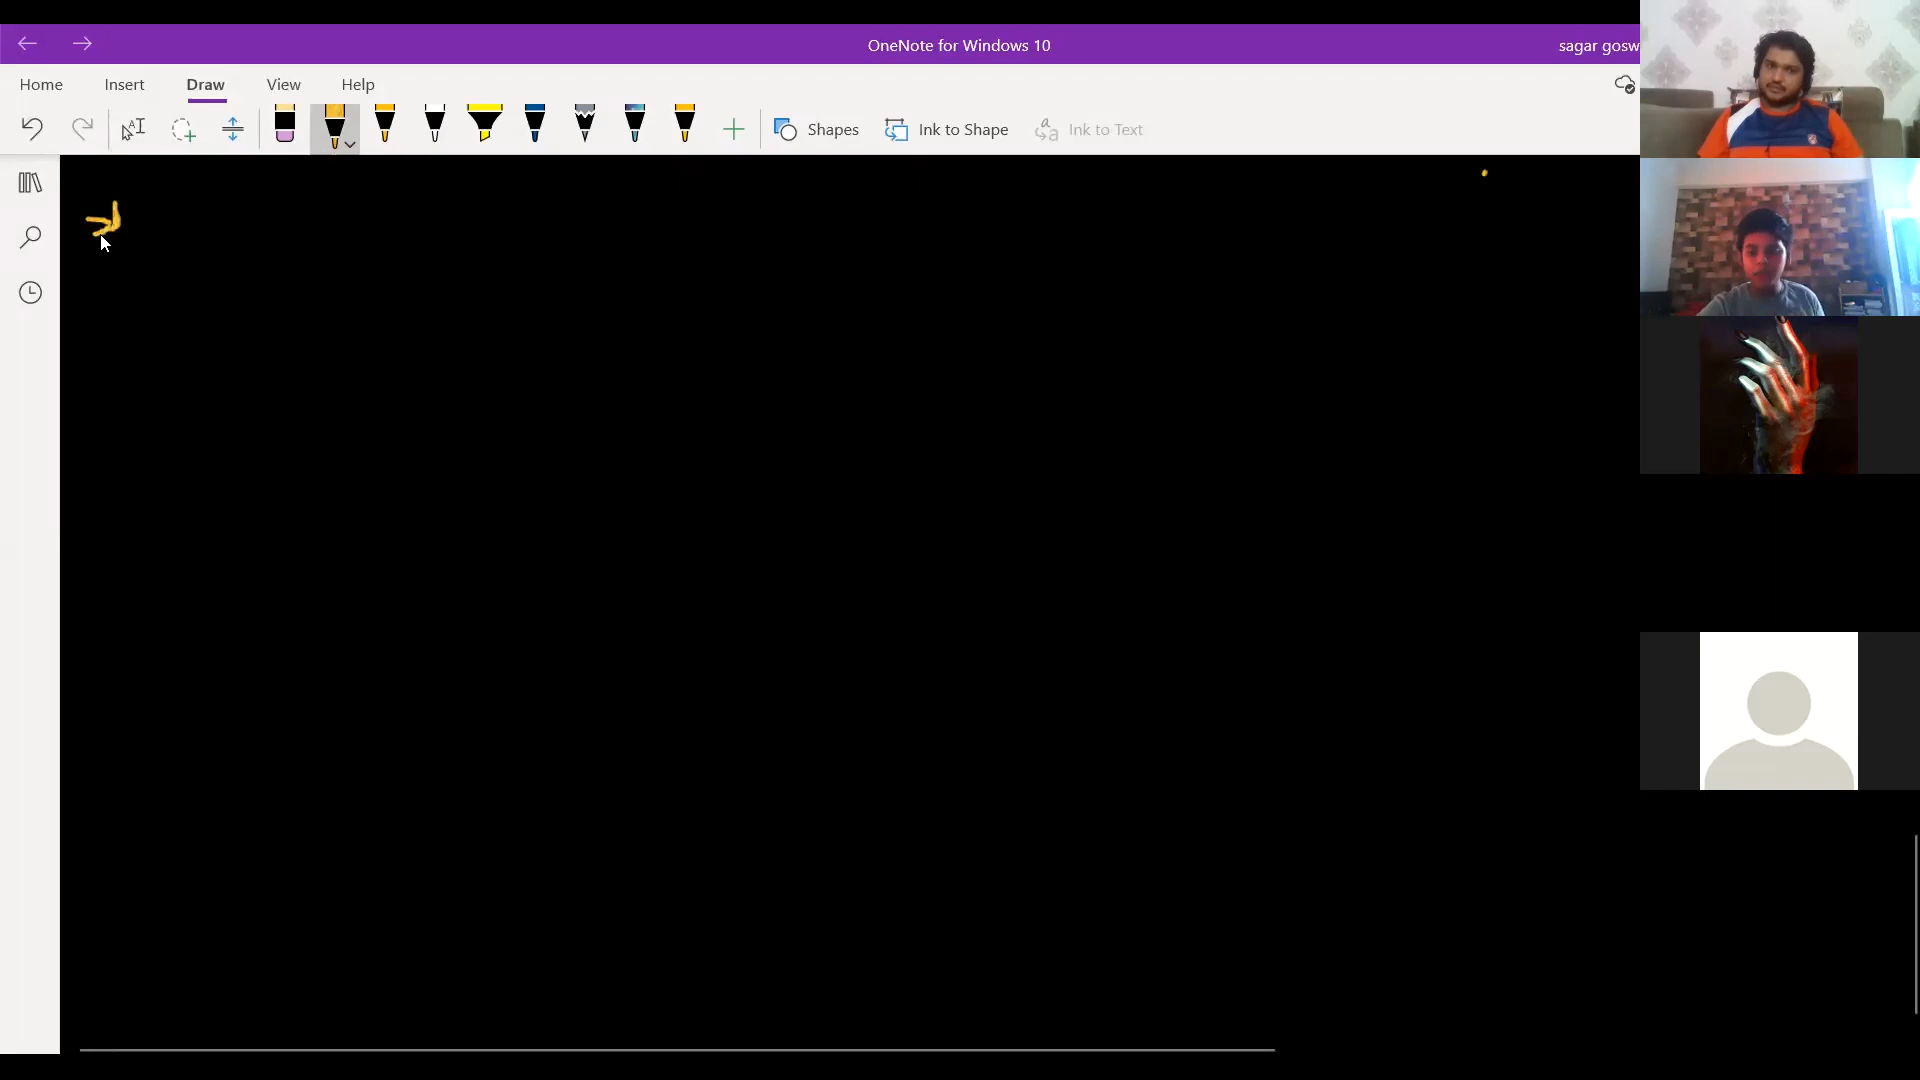 OneNote for Windows 10
sagar gosw
Home Insert Draw View Help
Shapes Ink to Shape Ink to Text